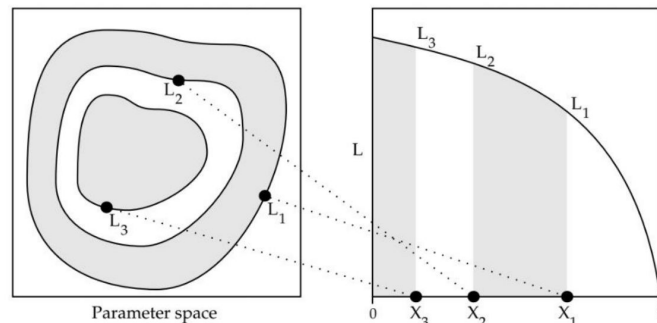 L₂
L₃
L₁
Parameter space
L
L₃
L₂
L₁
0
X₃
X₂
X₁